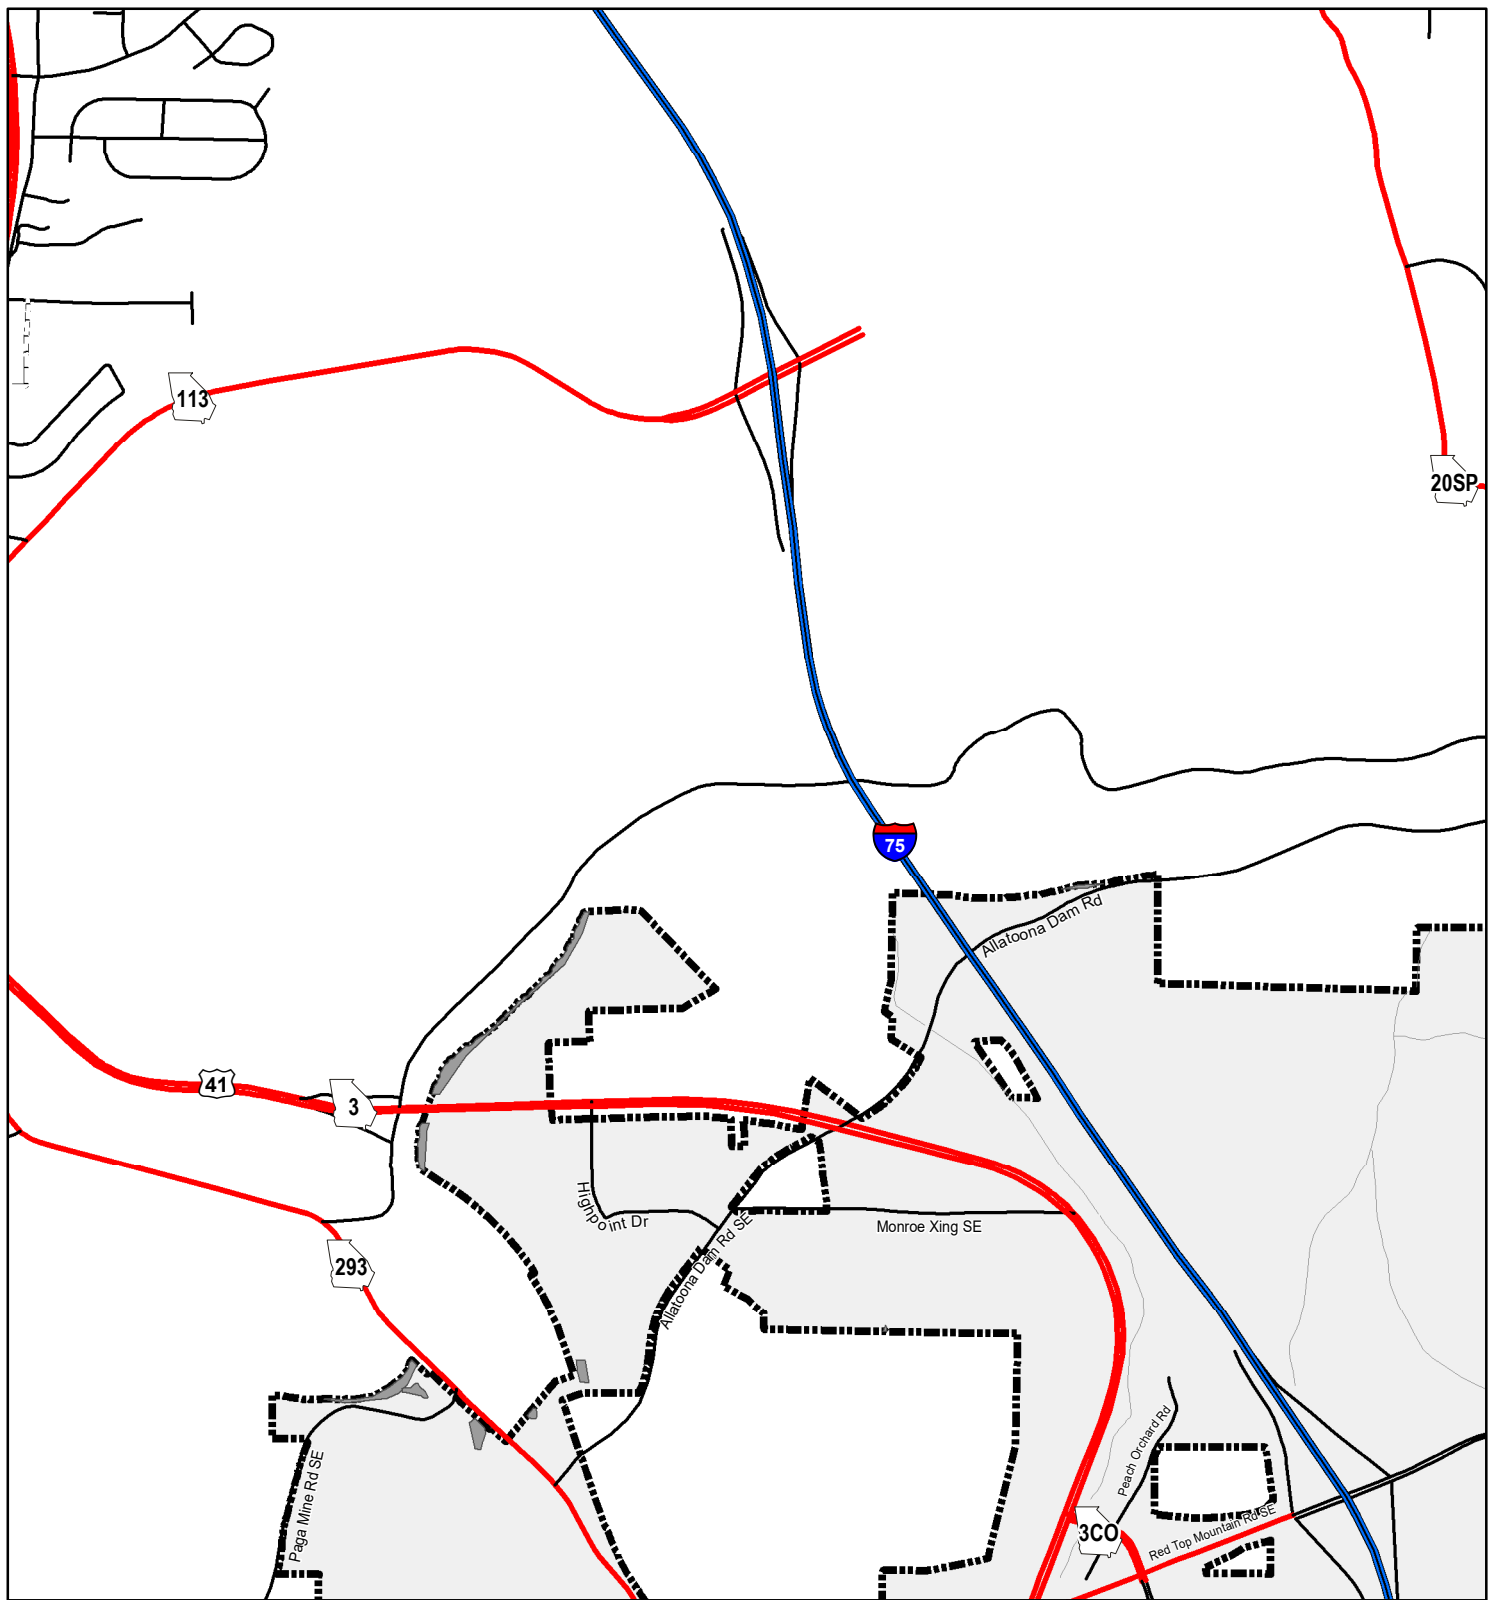 113
20SP
75
Allatoona Dam Rd
41
3
Highpoint Dr
Monroe Xing SE
Allatoona Dam Rd SE
293
Peach Orchard Rd
Paga Mine Rd SE
3CO
Red Top Mountain Rd SE